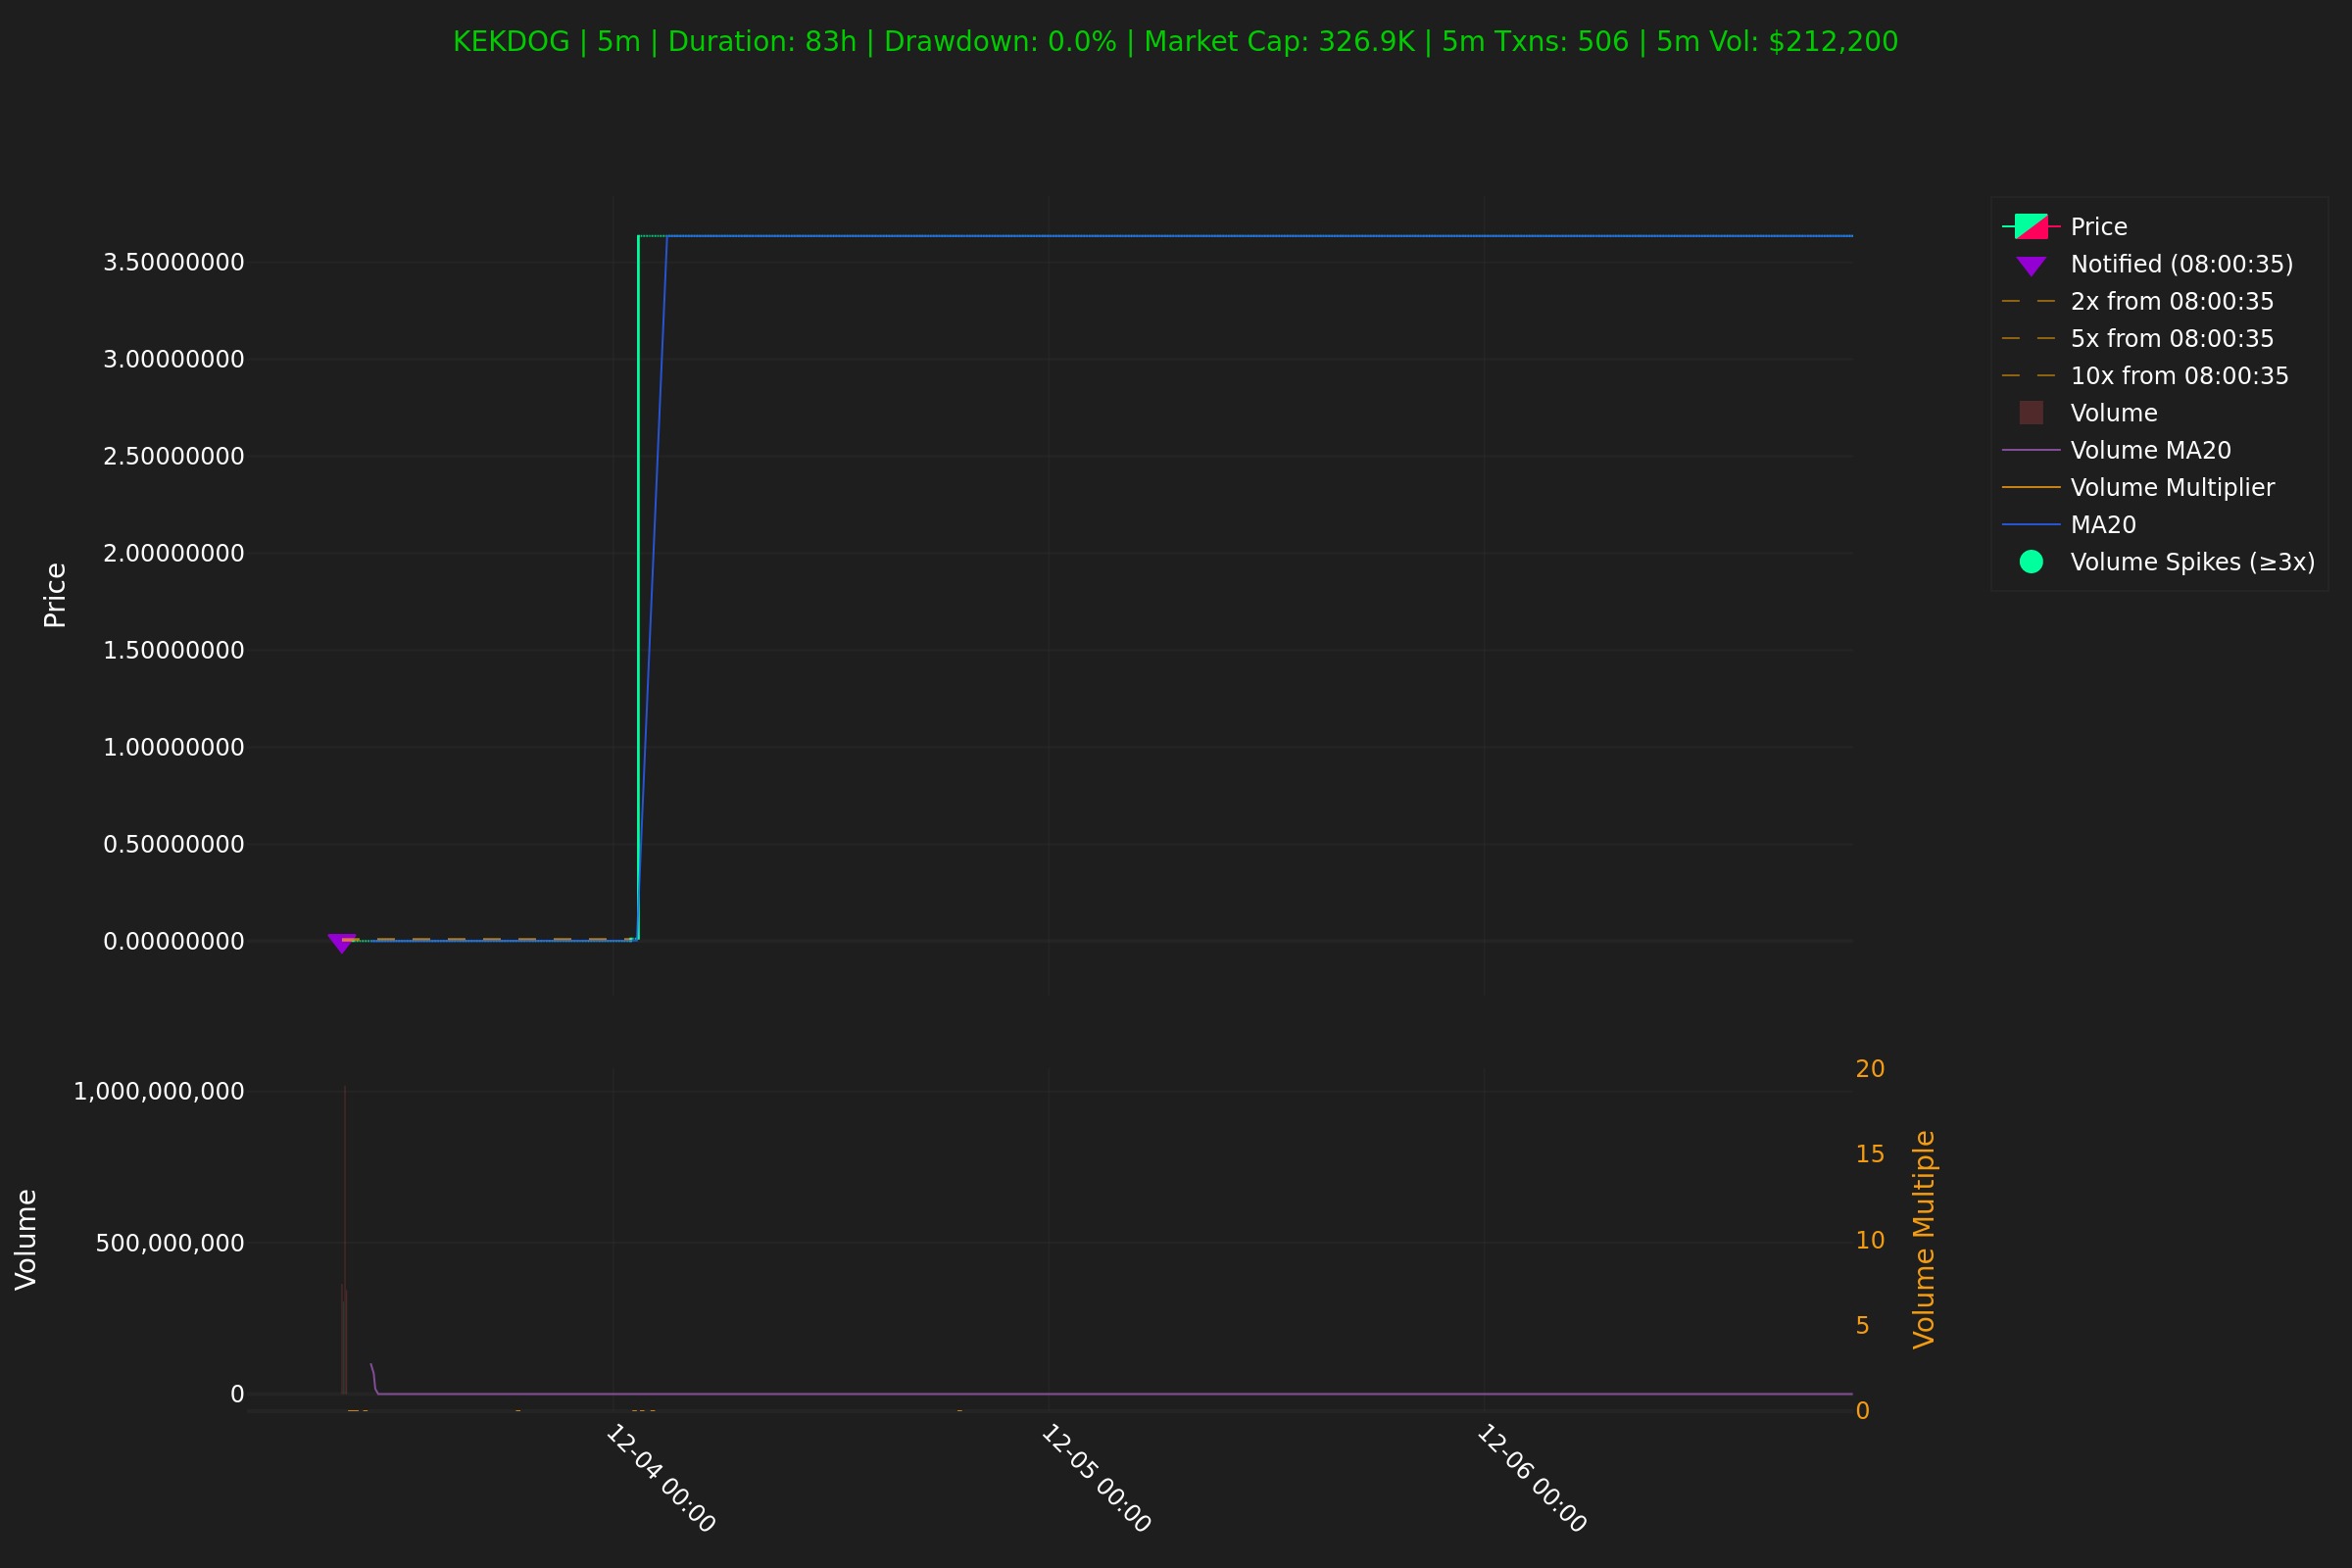 KEKDOG | 5m | Duration: 83h | Drawdown: 0.0% | Market Cap: 326.9K | 5m Txns: 506 | 5m Vol: $212,200
Price
3.50000000
3.00000000
2.50000000
2.00000000
1.50000000
1.00000000
0.50000000
0.00000000
Price
Notified (08:00:35)
2x from 08:00:35
5x from 08:00:35
10x from 08:00:35
Volume
Volume MA20
Volume Multiplier
MA20
Volume Spikes (≥3x)
Volume
1,000,000,000
500,000,000
0
20
15
10
5
0
Volume Multiple
12-04 00:00
12-05 00:00
12-06 00:00